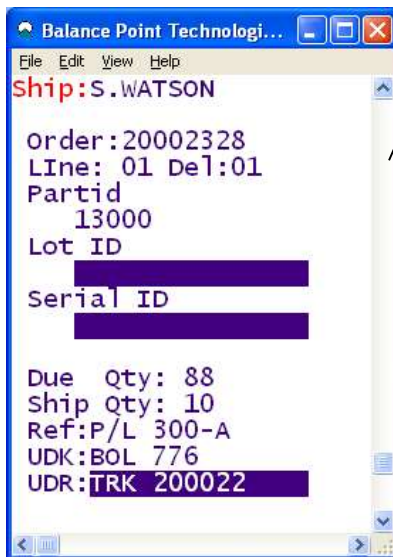 Balance Point Technologi...
File Edit View Help
Ship:S.WATSON
Order:20002328
LIne: 01 Del:01
Partid
13000
Lot ID
Serial ID
Due Qty: 88
Ship Qty: 10
Ref:P/L 300-A
UDK:BOL 776
UDR:TRK 200022